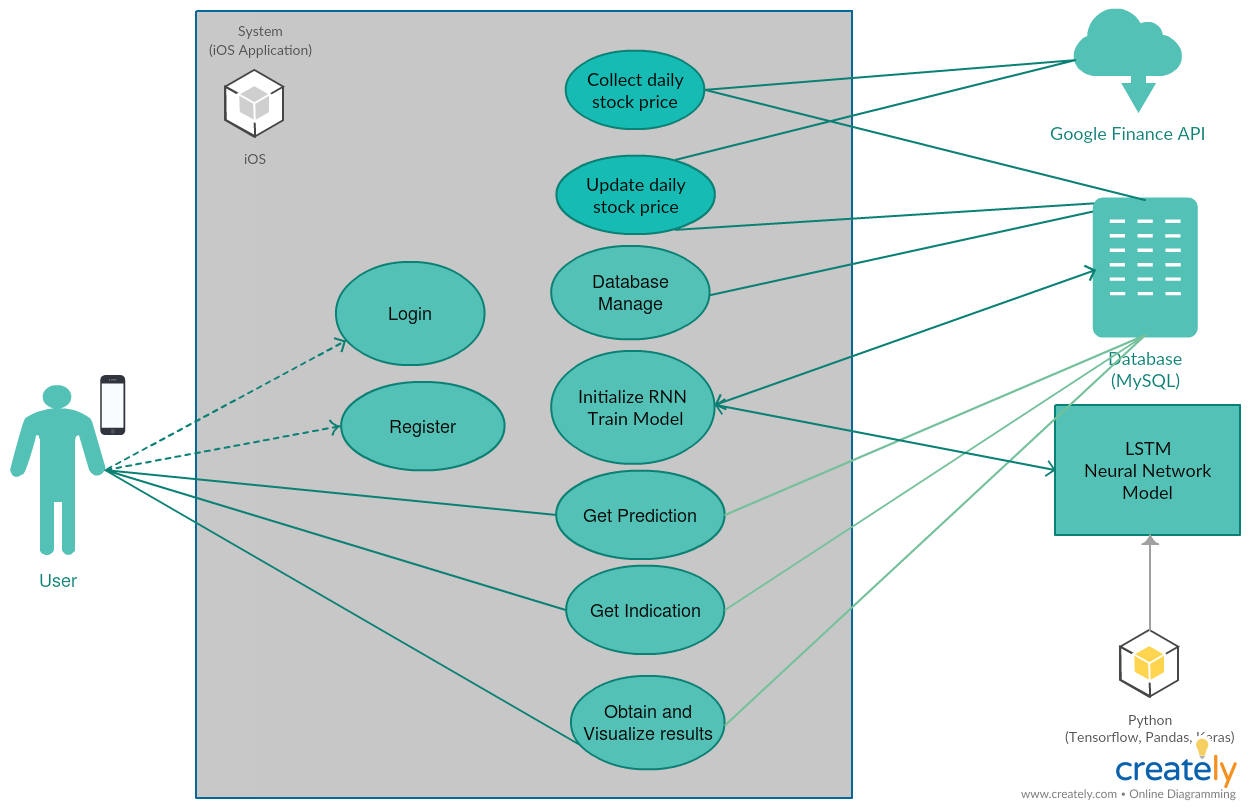 System
(iOS Application)
iOS
Collect daily
stock price
Update daily
stock price
Database
Manage
Login
Register
Initialize RNN
Train Model
Get Prediction
Get Indication
Obtain and
Visualize results
User
Google Finance API
Database
(MySQL)
LSTM
Neural Network
Model
Python
(Tensorflow, Pandas, Keras)
creately
www.creately.com • Online Diagramming